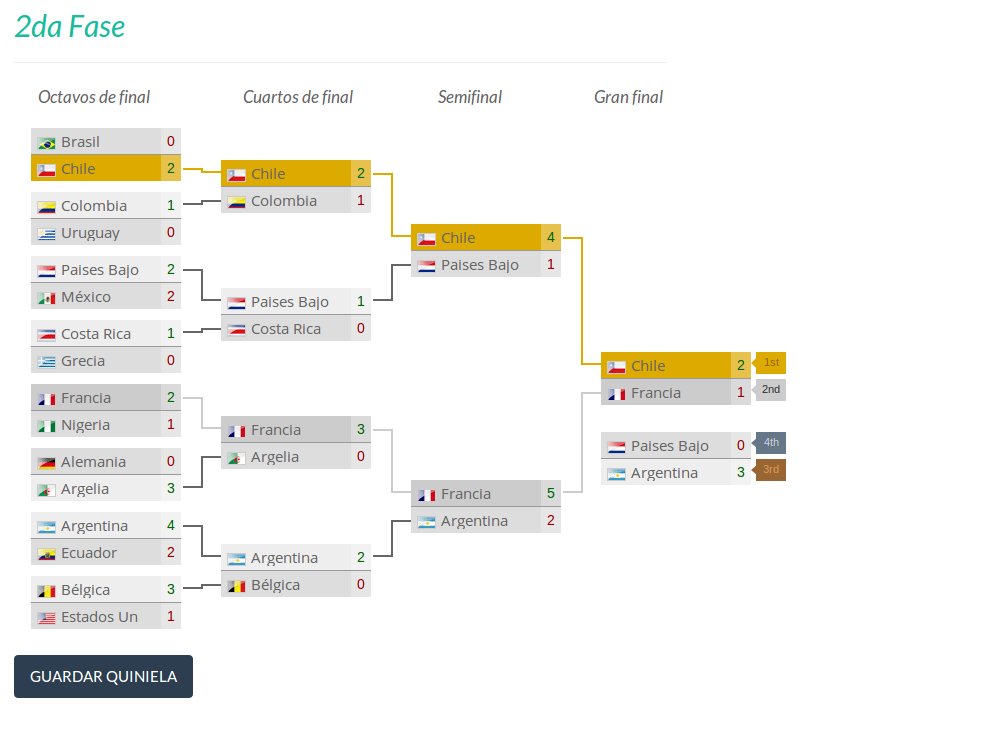 2da Fase
Octavos de final Cuartos de final Semifinal Gran final
Brasil 0
Chile 2
Colombia 1
Uruguay 0
Paises Bajo 2
México 2
Costa Rica 1
Grecia 0
Francia 2
Nigeria 1
Alemania 0
Argelia 3
Argentina 4
Ecuador 2
Bélgica 3
Estados Un 1
Chile 2
Colombia 1
Paises Bajo 1
Costa Rica 0
Francia 3
Argelia 0
Argentina 2
Bélgica 0
Chile 4
Paises Bajo 1
Francia 5
Argentina 2
Chile 2 1st
Francia 1 2nd
Paises Bajo 0 4th
Argentina 3 3rd
GUARDAR QUINIELA